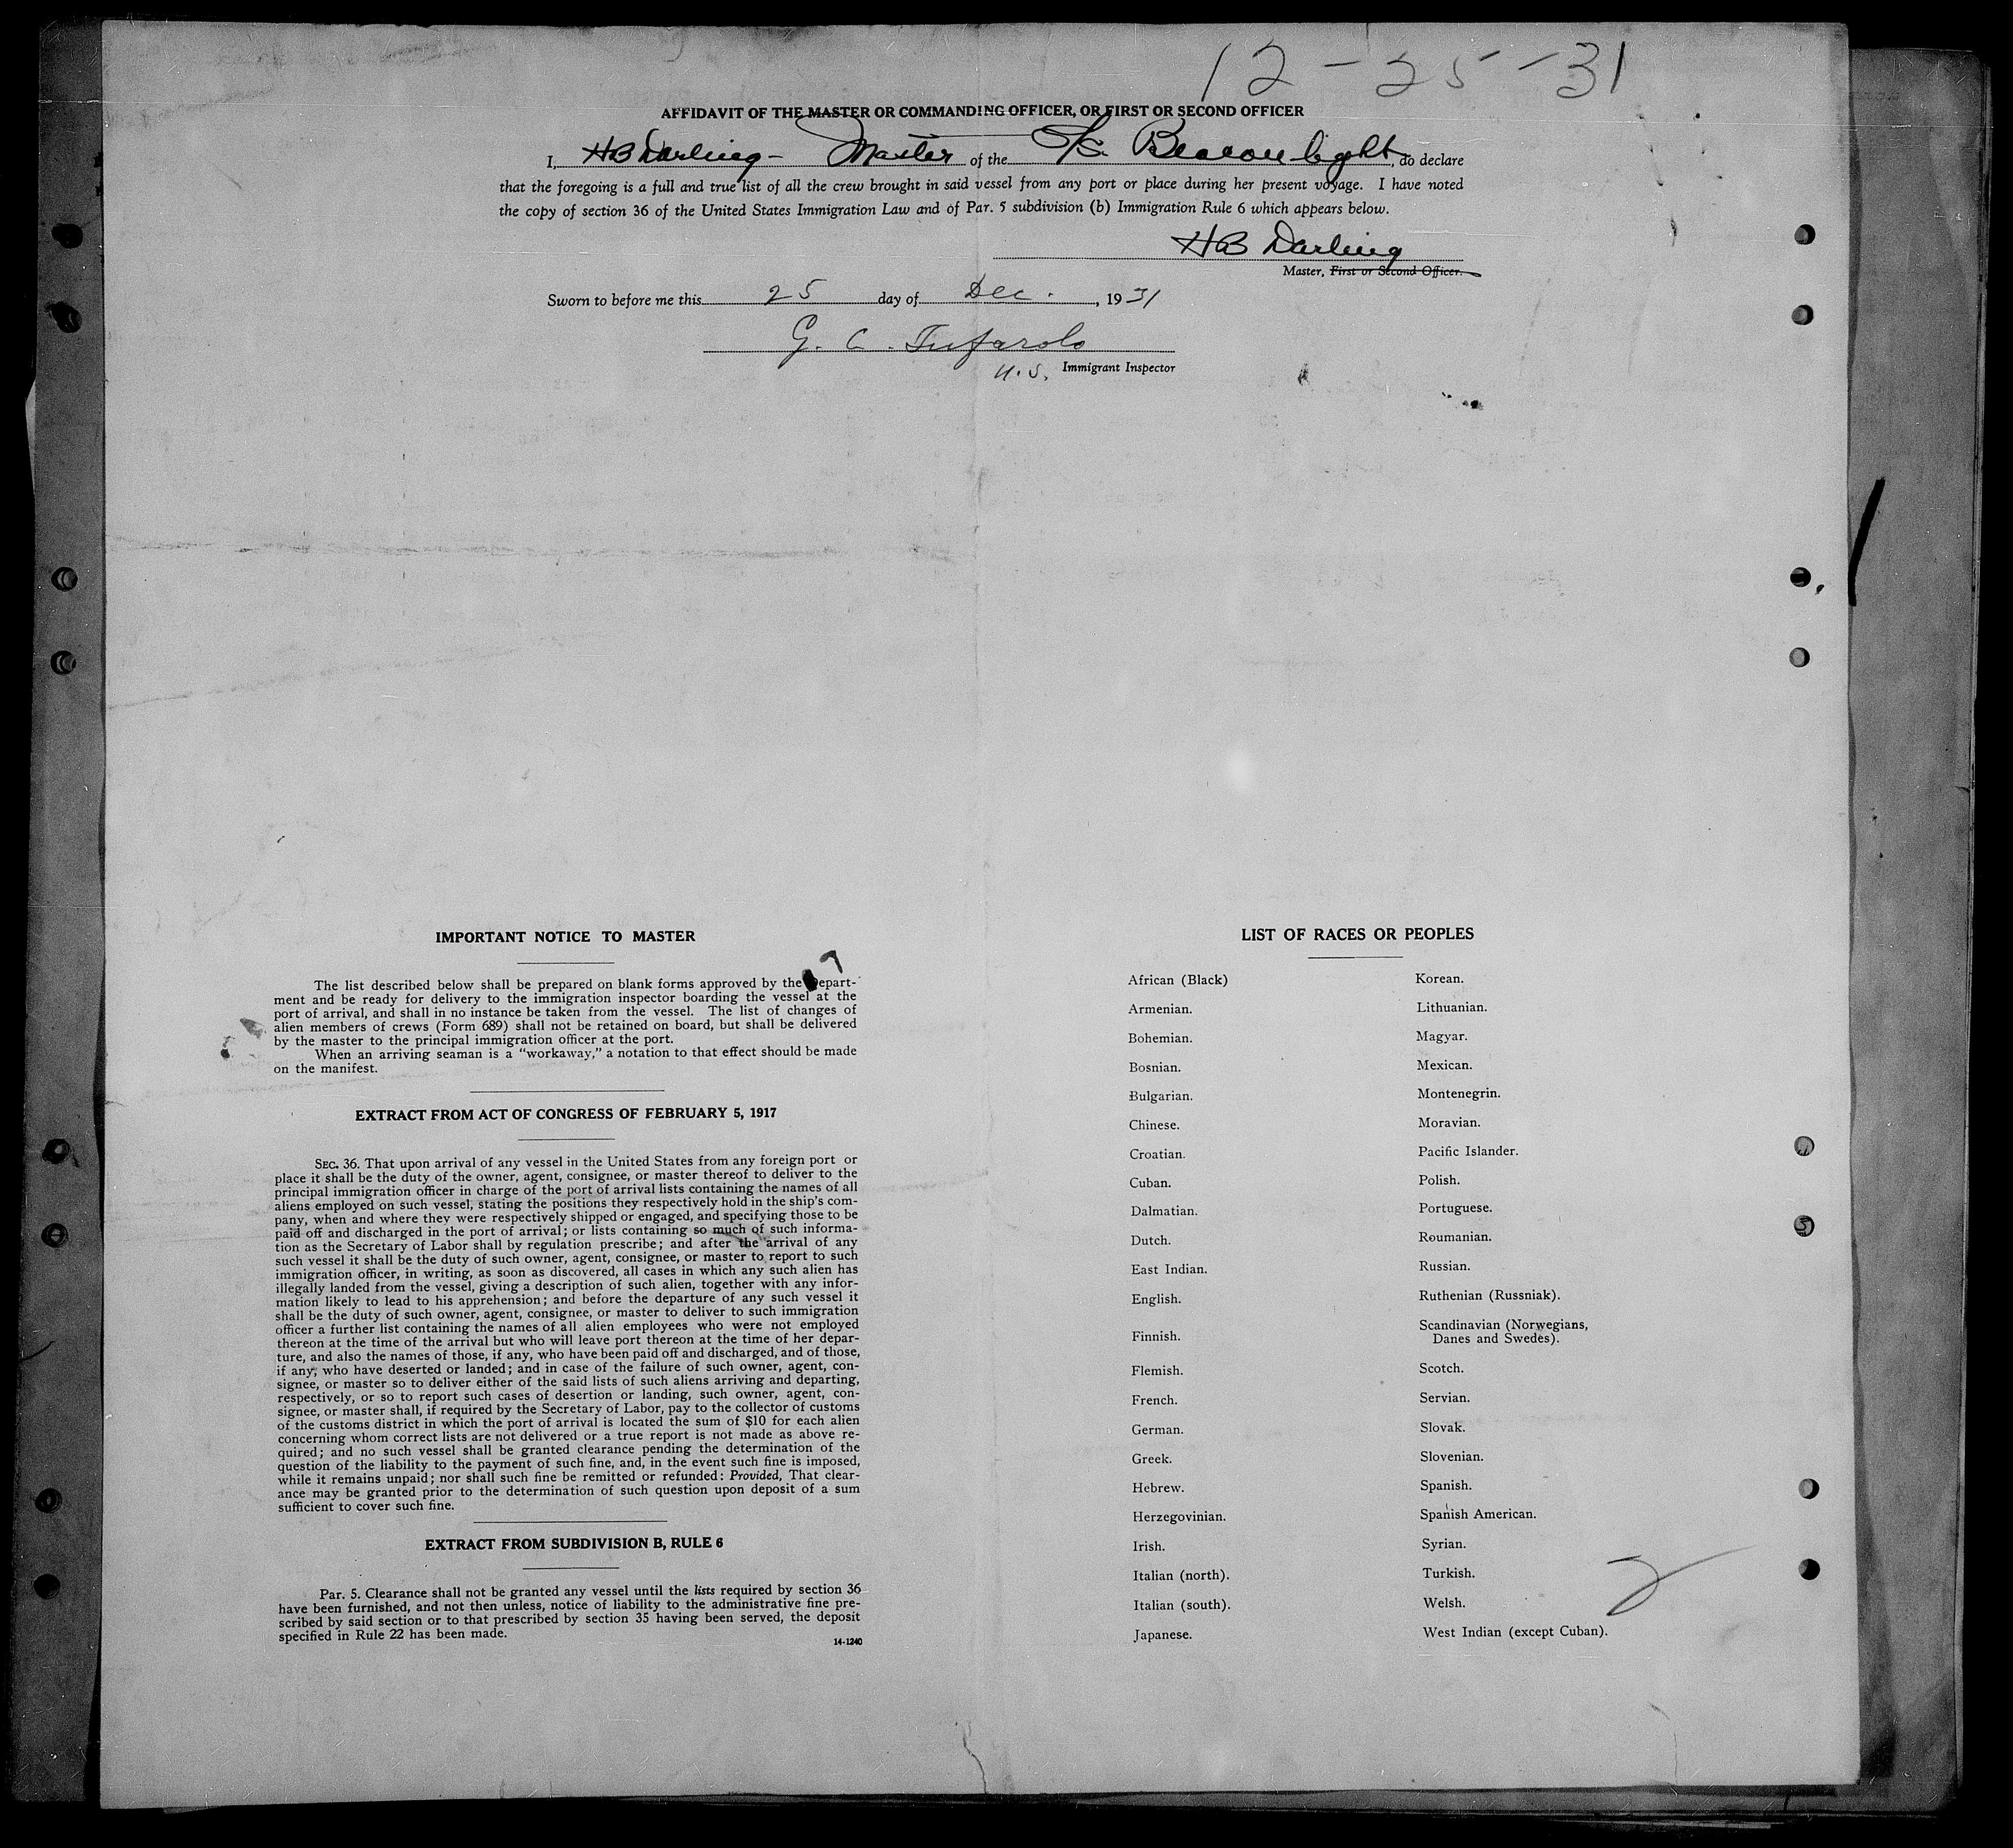 12-25-31
AFFIDAVIT OF THE MASTER OR COMMANDING OFFICER, OR FIRST OR SECOND OFFICER
I, HB Darling - Master of the S/S. Beaconlight, do declare
that the foregoing is a full and true list of all the crew brought in said vessel from any port or place during her present voyage. I have noted
the copy of section 36 of the United States Immigration Law and of Par. 5 subdivision (b) Immigration Rule 6 which appears below.
HB Darling
Master, First or Second Officer.
Sworn to before me this 25 day of Dec., 1931
G. C. Tufarolo
U.S. Immigrant Inspector
IMPORTANT NOTICE TO MASTER
The list described below shall be prepared on blank forms approved by the Depart-
ment and be ready for delivery to the immigration inspector boarding the vessel at the
port of arrival, and shall in no instance be taken from the vessel. The list of changes of
alien members of crews (Form 689) shall not be retained on board, but shall be delivered
by the master to the principal immigration officer at the port.
When an arriving seaman is a "workaway," a notation to that effect should be made
on the manifest.
EXTRACT FROM ACT OF CONGRESS OF FEBRUARY 5, 1917
SEC. 36. That upon arrival of any vessel in the United States from any foreign port or
place it shall be the duty of the owner, agent, consignee, or master thereof to deliver to the
principal immigration officer in charge of the port of arrival lists containing the names of all
aliens employed on such vessel, stating the positions they respectively hold in the ship's com-
pany, when and where they were respectively shipped or engaged, and specifying those to be
paid off and discharged in the port of arrival; or lists containing so much of such informa-
tion as the Secretary of Labor shall by regulation prescribe; and after the arrival of any
such vessel it shall be the duty of such owner, agent, consignee, or master to report to such
immigration officer, in writing, as soon as discovered, all cases in which any such alien has
illegally landed from the vessel, giving a description of such alien, together with any infor-
mation likely to lead to his apprehension; and before the departure of any such vessel it
shall be the duty of such owner, agent, consignee, or master to deliver to such immigration
officer a further list containing the names of all alien employees who were not employed
thereon at the time of the arrival but who will leave port thereon at the time of her depar-
ture, and also the names of those, if any, who have been paid off and discharged, and of those,
if any, who have deserted or landed; and in case of the failure of such owner, agent, con-
signee, or master so to deliver either of the said lists of such aliens arriving and departing,
respectively, or so to report such cases of desertion or landing, such owner, agent, con-
signee, or master shall, if required by the Secretary of Labor, pay to the collector of customs
of the customs district in which the port of arrival is located the sum of $10 for each alien
concerning whom correct lists are not delivered or a true report is not made as above re-
quired; and no such vessel shall be granted clearance pending the determination of the
question of the liability to the payment of such fine, and, in the event such fine is imposed,
while it remains unpaid; nor shall such fine be remitted or refunded: Provided, That clear-
ance may be granted prior to the determination of such question upon deposit of a sum
sufficient to cover such fine.
EXTRACT FROM SUBDIVISION B, RULE 6
Par. 5. Clearance shall not be granted any vessel until the lists required by section 36
have been furnished, and not then unless, notice of liability to the administrative fine pre-
scribed by said section or to that prescribed by section 35 having been served, the deposit
specified in Rule 22 has been made.
14-1240
LIST OF RACES OR PEOPLES
African (Black)
Armenian.
Bohemian.
Bosnian.
Bulgarian.
Chinese.
Croatian.
Cuban.
Dalmatian.
Dutch.
East Indian.
English.
Finnish.
Flemish.
French.
German.
Greek.
Hebrew.
Herzegovinian.
Irish.
Italian (north).
Italian (south).
Japanese.
Korean.
Lithuanian.
Magyar.
Mexican.
Montenegrin.
Moravian.
Pacific Islander.
Polish.
Portuguese.
Roumanian.
Russian.
Ruthenian (Russniak).
Scandinavian (Norwegians,
Danes and Swedes).
Scotch.
Servian.
Slovak.
Slovenian.
Spanish.
Spanish American.
Syrian.
Turkish.
Welsh.
West Indian (except Cuban).
2